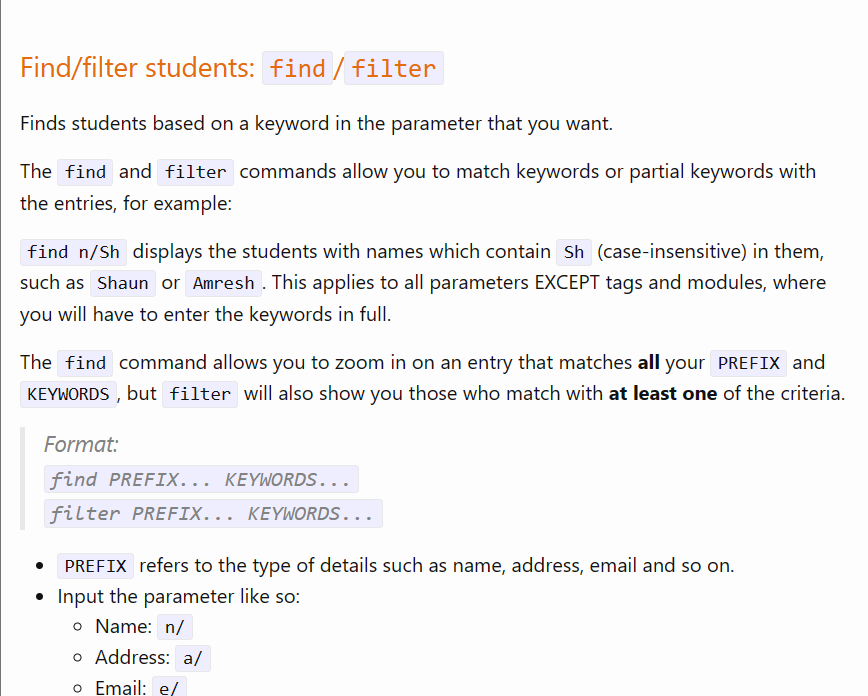 Find/filter students: find/filter
Finds students based on a keyword in the parameter that you want.
The find and filter commands allow you to match keywords or partial keywords with
the entries, for example:
find n/Sh displays the students with names which contain Sh (case-insensitive) in them,
such as Shaun or Amresh. This applies to all parameters EXCEPT tags and modules, where
you will have to enter the keywords in full.
The find command allows you to zoom in on an entry that matches all your PREFIX and
KEYWORDS, but filter will also show you those who match with at least one of the criteria.
Format:
find PREFIX... KEYWORDS...
filter PREFIX... KEYWORDS...
• PREFIX refers to the type of details such as name, address, email and so on.
• Input the parameter like so:
○ Name: n/
○ Address: a/
○ Email: e/